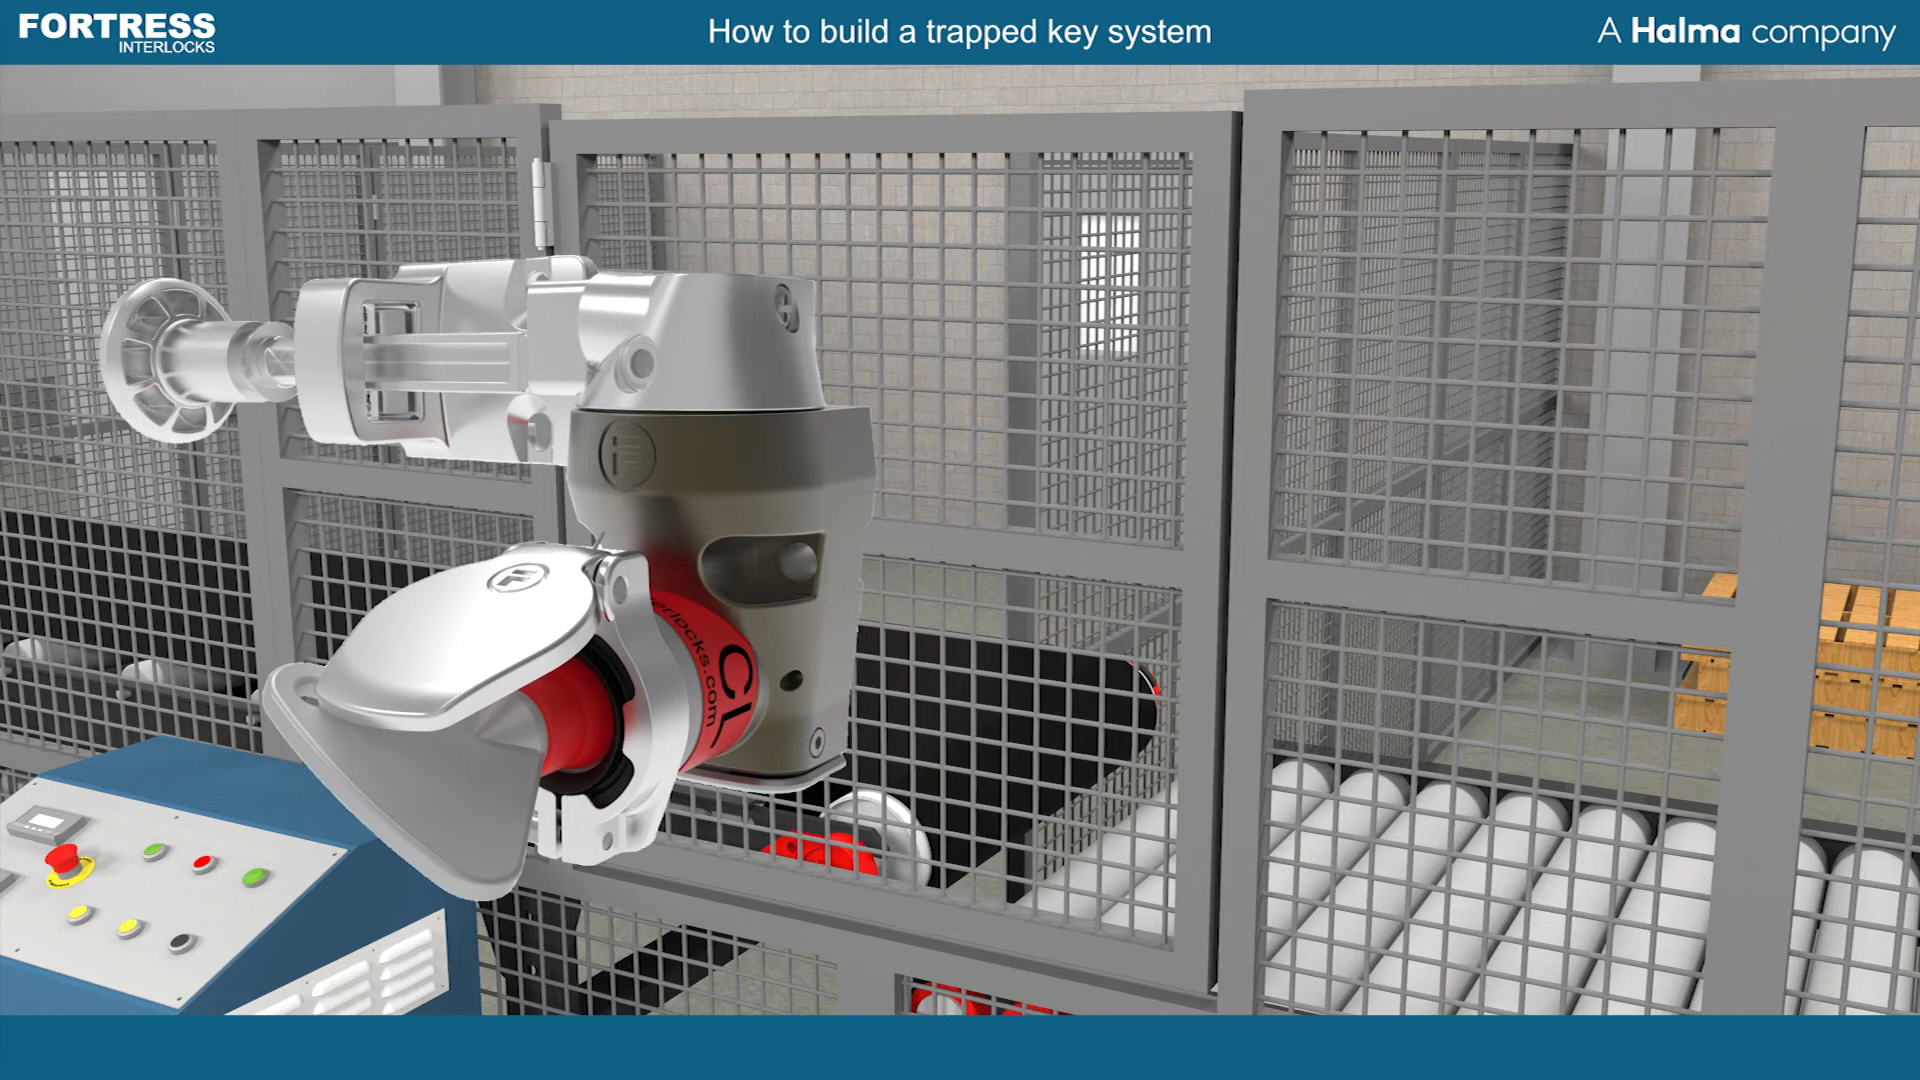 FORTRESS
INTERLOCKS
How to build a trapped key system
A Halma company
erlocks.com
CL